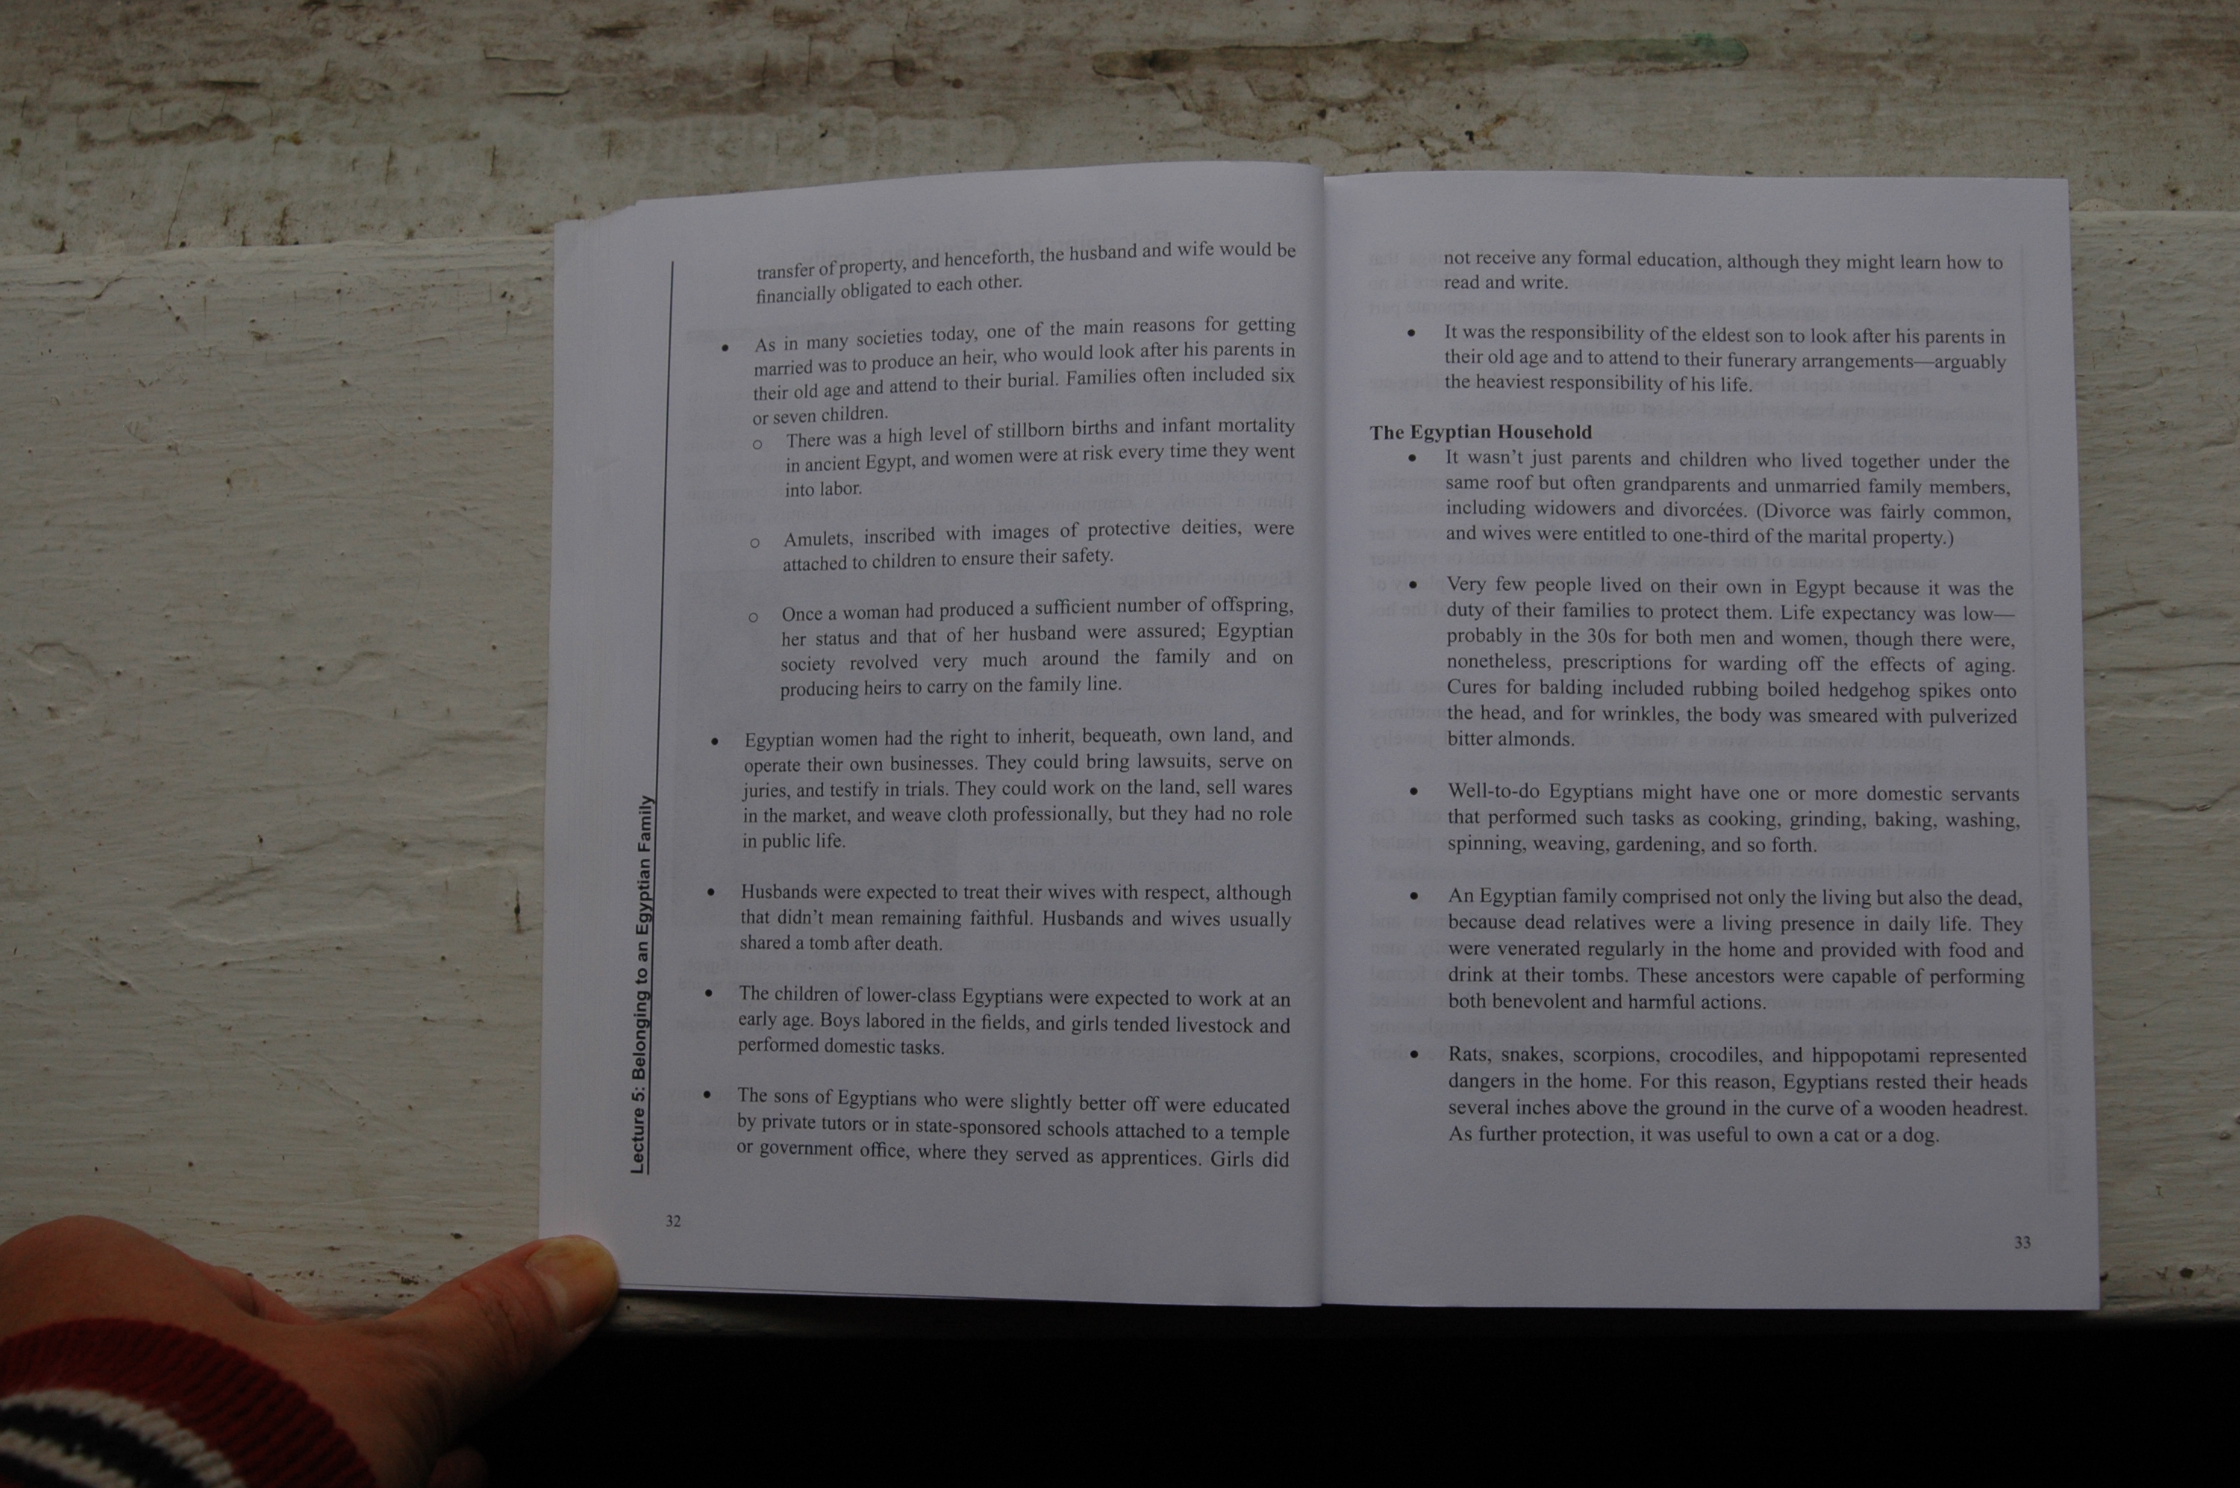 transfer of property, and henceforth, the husband and wife would be
financially obligated to each other.
• As in many societies today, one of the main reasons for getting
married was to produce an heir, who would look after his parents in
their old age and attend to their burial. Families often included six
or seven children.
o There was a high level of stillborn births and infant mortality
in ancient Egypt, and women were at risk every time they went
into labor.
o Amulets, inscribed with images of protective deities, were
attached to children to ensure their safety.
o Once a woman had produced a sufficient number of offspring,
her status and that of her husband were assured; Egyptian
society revolved very much around the family and on
producing heirs to carry on the family line.
• Egyptian women had the right to inherit, bequeath, own land, and
operate their own businesses. They could bring lawsuits, serve on
juries, and testify in trials. They could work on the land, sell wares
in the market, and weave cloth professionally, but they had no role
in public life.
• Husbands were expected to treat their wives with respect, although
that didn’t mean remaining faithful. Husbands and wives usually
shared a tomb after death.
• The children of lower-class Egyptians were expected to work at an
early age. Boys labored in the fields, and girls tended livestock and
performed domestic tasks.
• The sons of Egyptians who were slightly better off were educated
by private tutors or in state-sponsored schools attached to a temple
or government office, where they served as apprentices. Girls did
Lecture 5: Belonging to an Egyptian Family
32
not receive any formal education, although they might learn how to
read and write.
• It was the responsibility of the eldest son to look after his parents in
their old age and to attend to their funerary arrangements—arguably
the heaviest responsibility of his life.
The Egyptian Household
• It wasn’t just parents and children who lived together under the
same roof but often grandparents and unmarried family members,
including widowers and divorcées. (Divorce was fairly common,
and wives were entitled to one-third of the marital property.)
• Very few people lived on their own in Egypt because it was the
duty of their families to protect them. Life expectancy was low—
probably in the 30s for both men and women, though there were,
nonetheless, prescriptions for warding off the effects of aging.
Cures for balding included rubbing boiled hedgehog spikes onto
the head, and for wrinkles, the body was smeared with pulverized
bitter almonds.
• Well-to-do Egyptians might have one or more domestic servants
that performed such tasks as cooking, grinding, baking, washing,
spinning, weaving, gardening, and so forth.
• An Egyptian family comprised not only the living but also the dead,
because dead relatives were a living presence in daily life. They
were venerated regularly in the home and provided with food and
drink at their tombs. These ancestors were capable of performing
both benevolent and harmful actions.
• Rats, snakes, scorpions, crocodiles, and hippopotami represented
dangers in the home. For this reason, Egyptians rested their heads
several inches above the ground in the curve of a wooden headrest.
As further protection, it was useful to own a cat or a dog.
33